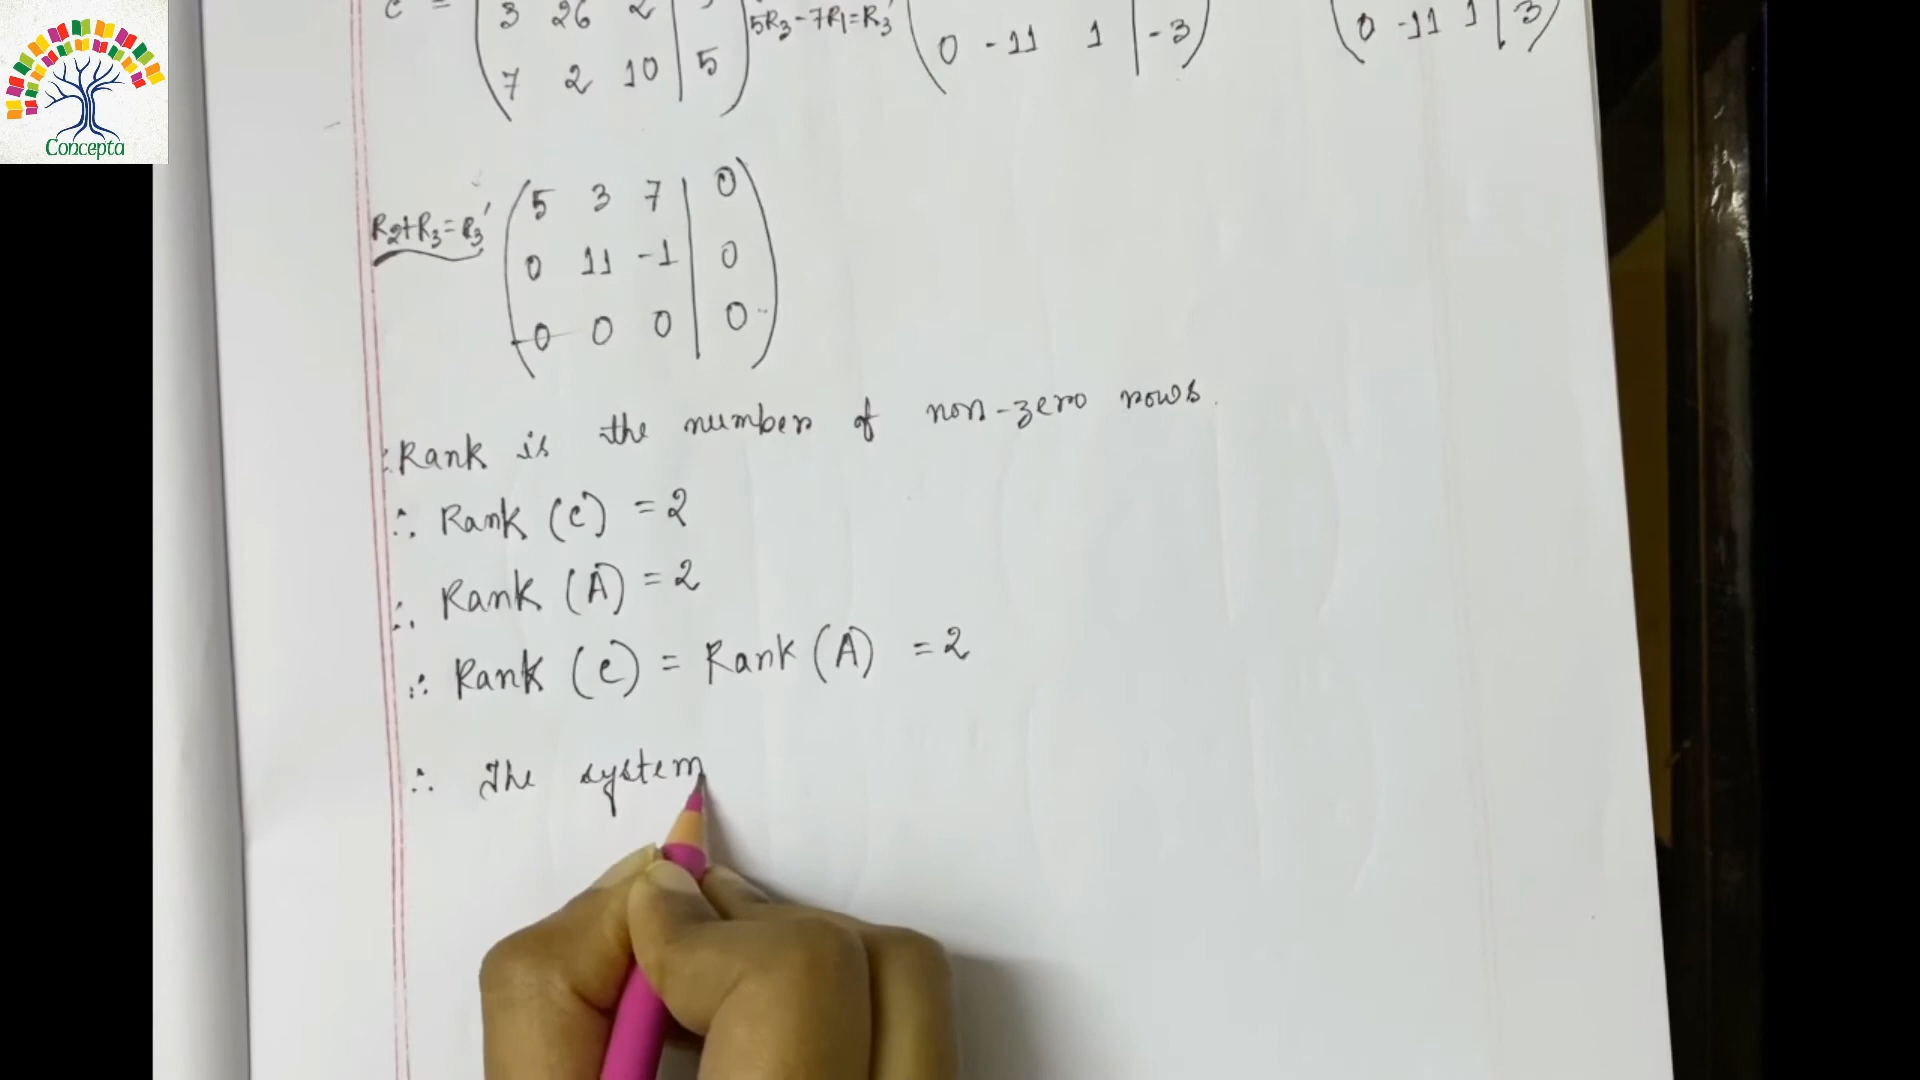 Concepta
C =
3 26 2
7 2 10 | 5
5R3-7R1=R3'
0 -11 1 | -3
0 -11 1 | 3
R2+R3=R3'
5 3 7 | 0
0 11 -1 | 0
0 0 0 | 0
∴ Rank is the number of non-zero rows.
∴ Rank (C) = 2
∴ Rank (A) = 2
∴ Rank (C) = Rank (A) = 2
∴ The system